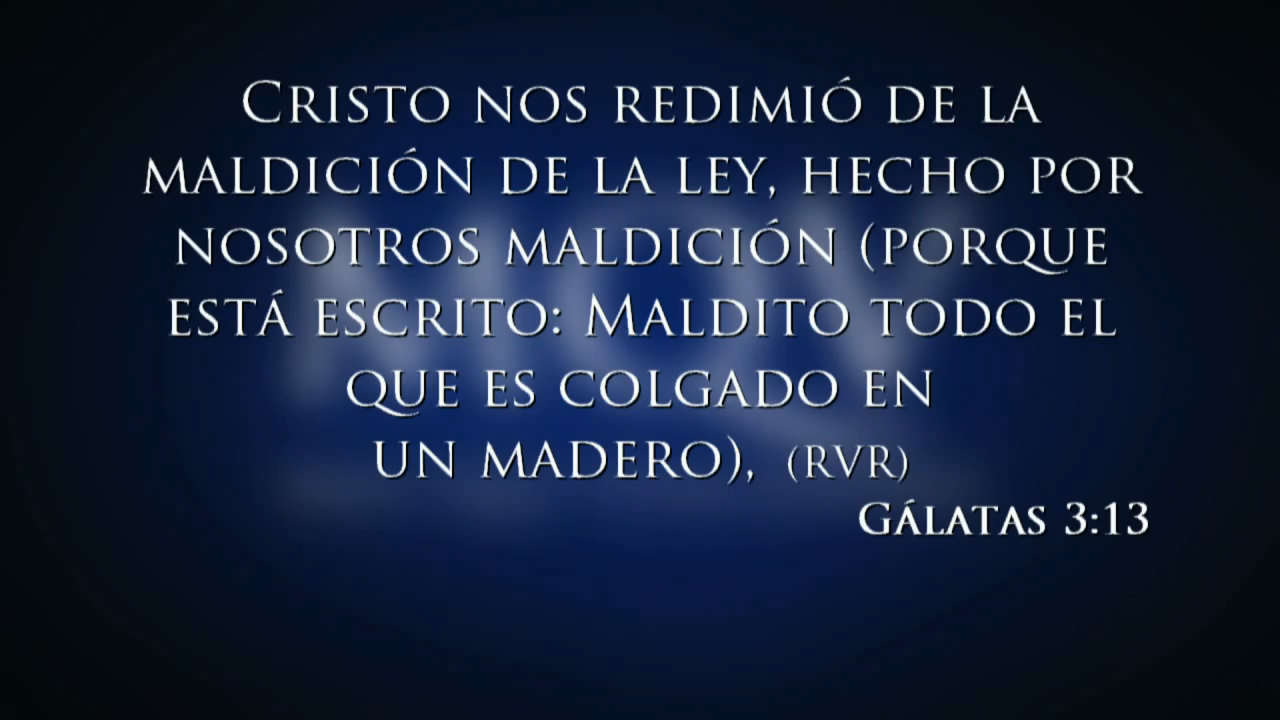 Cristo nos redimió de la
maldición de la ley, hecho por
nosotros maldición (porque
está escrito: Maldito todo el
que es colgado en
un madero), (RVR)
Gálatas 3:13